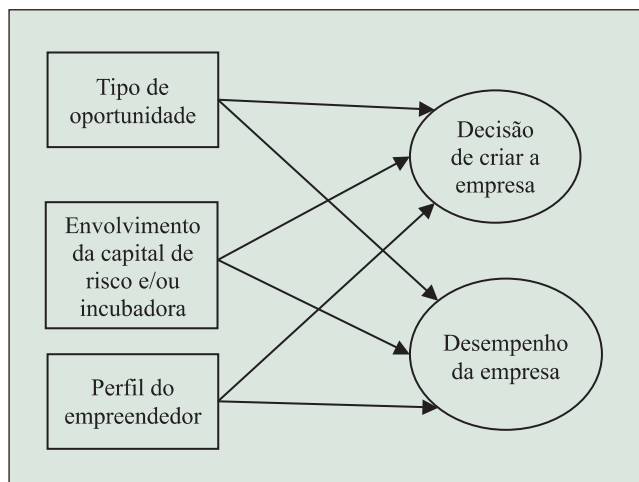 Tipo de
oportunidade
Envolvimento
da capital de
risco e/ou
incubadora
Perfil do
empreendedor
Decisão
de criar a
empresa
Desempenho
da empresa